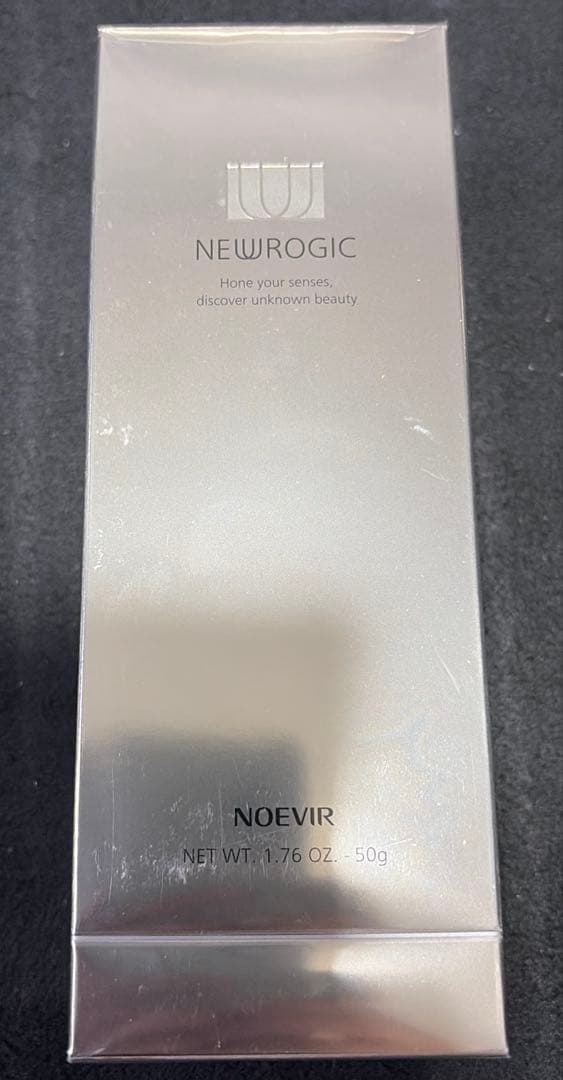 NEWROGIC
Hone your senses,
discover unknown beauty
NOEVIR
NET WT. 1.76 OZ. - 50g